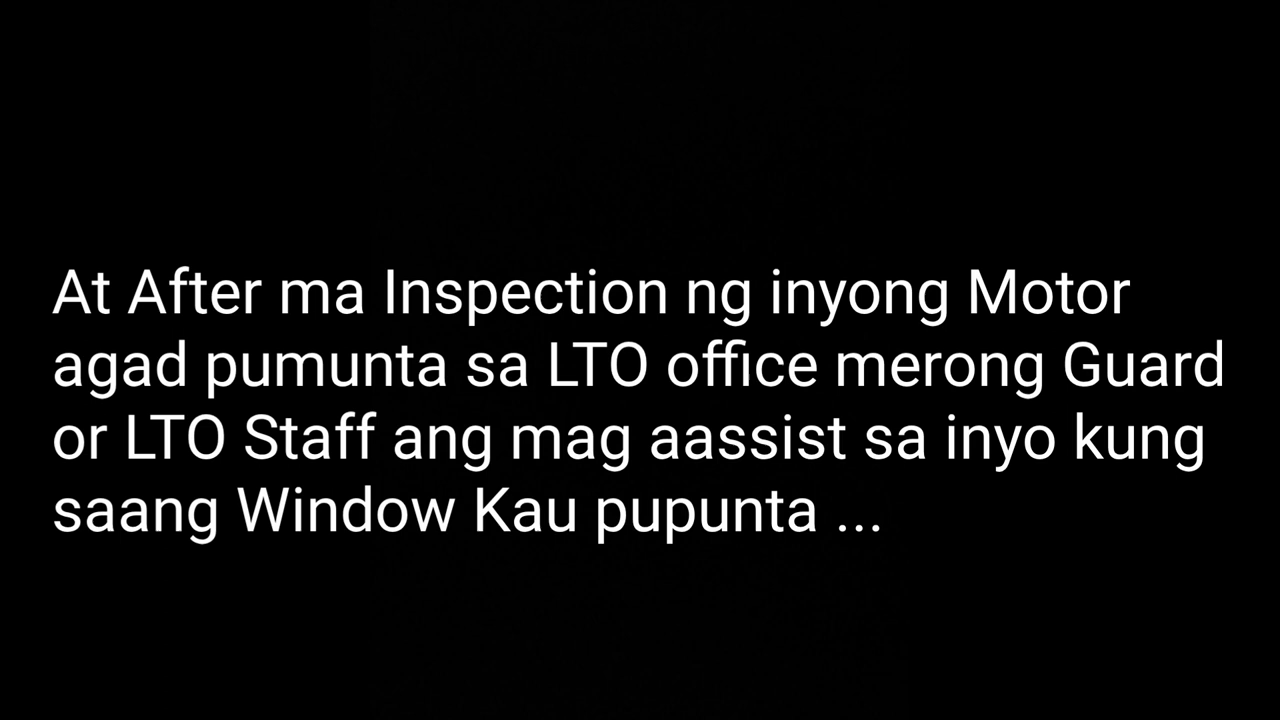 At After ma Inspection ng inyong Motor
agad pumunta sa LTO office merong Guard
or LTO Staff ang mag aassist sa inyo kung
saang Window Kau pupunta ...